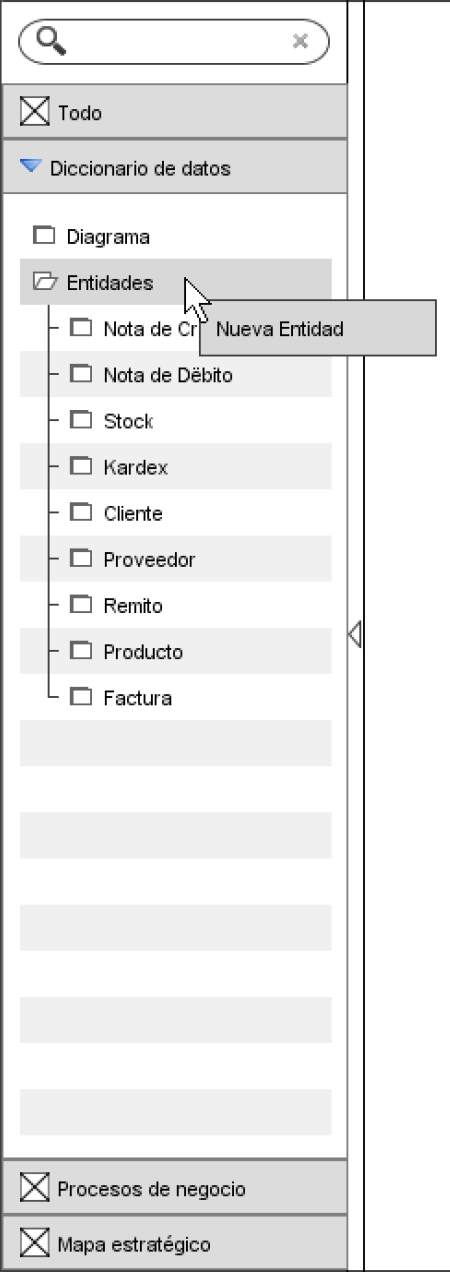 Todo
Diccionario de datos
Diagrama
Entidades
Nota de Cr
Nueva Entidad
Nota de Dëbito
Stock
Kardex
Cliente
Proveedor
Remito
Producto
Factura
Procesos de negocio
Mapa estratégico